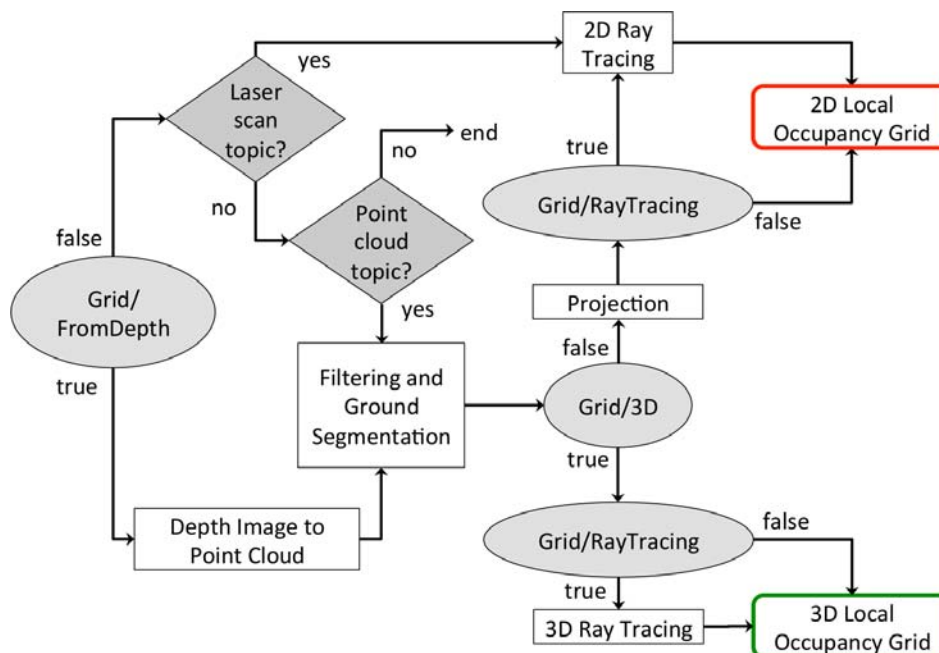 2D Ray
Tracing
yes
Laser
scan
topic?
2D Local
Occupancy Grid
end
no
true
no
Point
cloud
topic?
Grid/RayTracing
false
false
Grid/
FromDepth
yes
Projection
false
true
Filtering and
Ground
Segmentation
Grid/3D
true
Depth Image to
Point Cloud
Grid/RayTracing
false
true
3D Ray Tracing
3D Local
Occupancy Grid